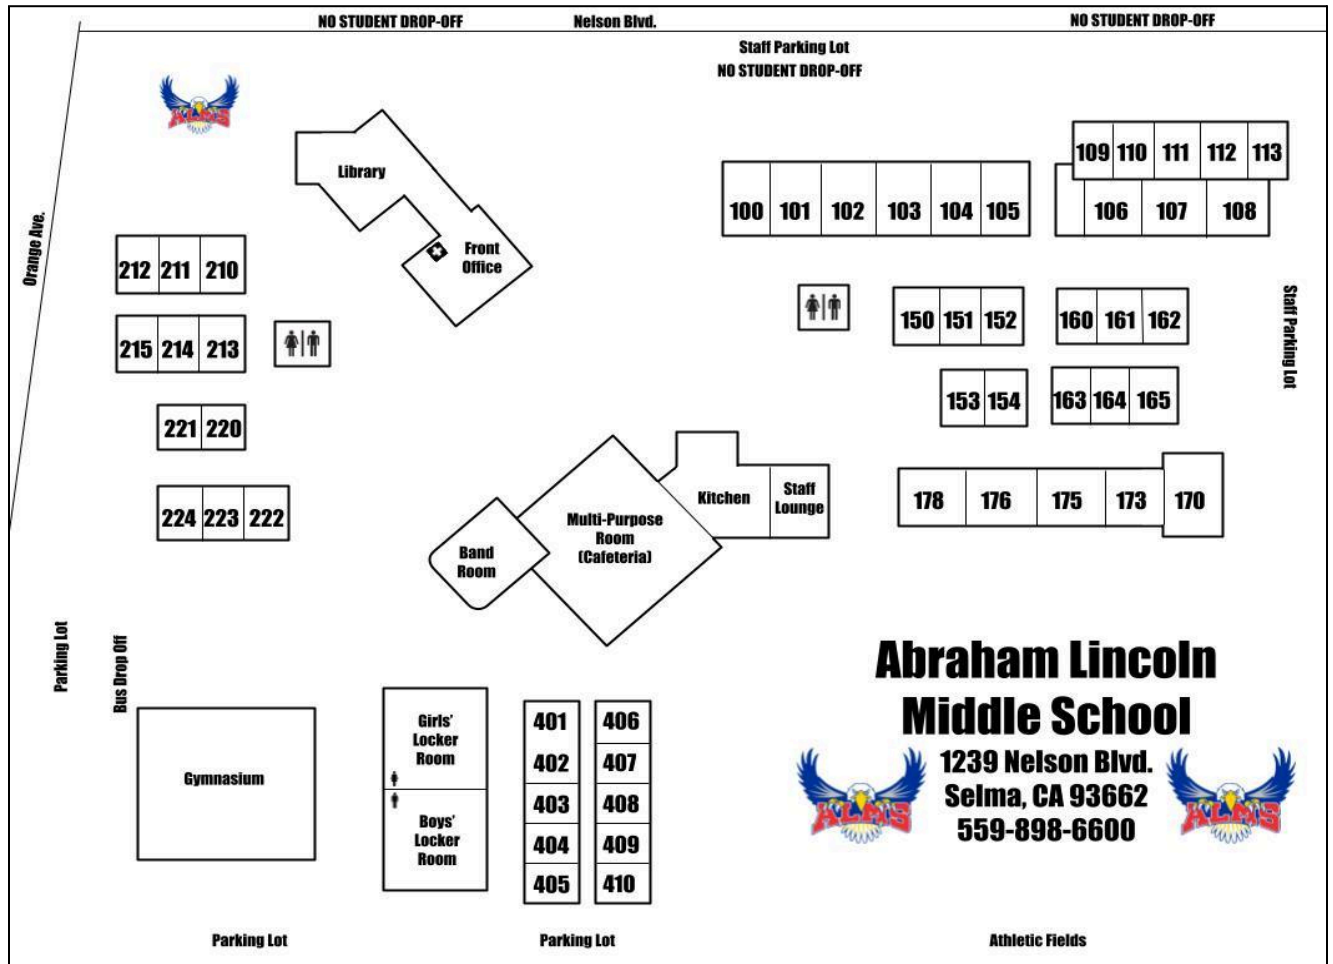 NO STUDENT DROP-OFF
Nelson Blvd.
NO STUDENT DROP-OFF
Staff Parking Lot
NO STUDENT DROP-OFF
ALMS
Orange Ave.
Library
Front
Office
109 110 111 112 113
100 101 102 103 104 105
106 107 108
212 211 210
215 214 213
221 220
224 223 222
150 151 152
160 161 162
153 154
163 164 165
Staff Parking Lot
178 176 175 173 170
Kitchen
Staff
Lounge
Multi-Purpose
Room
(Cafeteria)
Band
Room
Parking Lot
Bus Drop Off
Gymnasium
Girls'
Locker
Room
Boys'
Locker
Room
401 406
402 407
403 408
404 409
405 410
Abraham Lincoln
Middle School
1239 Nelson Blvd.
Selma, CA 93662
559-898-6600
ALMS
ALMS
Parking Lot
Parking Lot
Athletic Fields